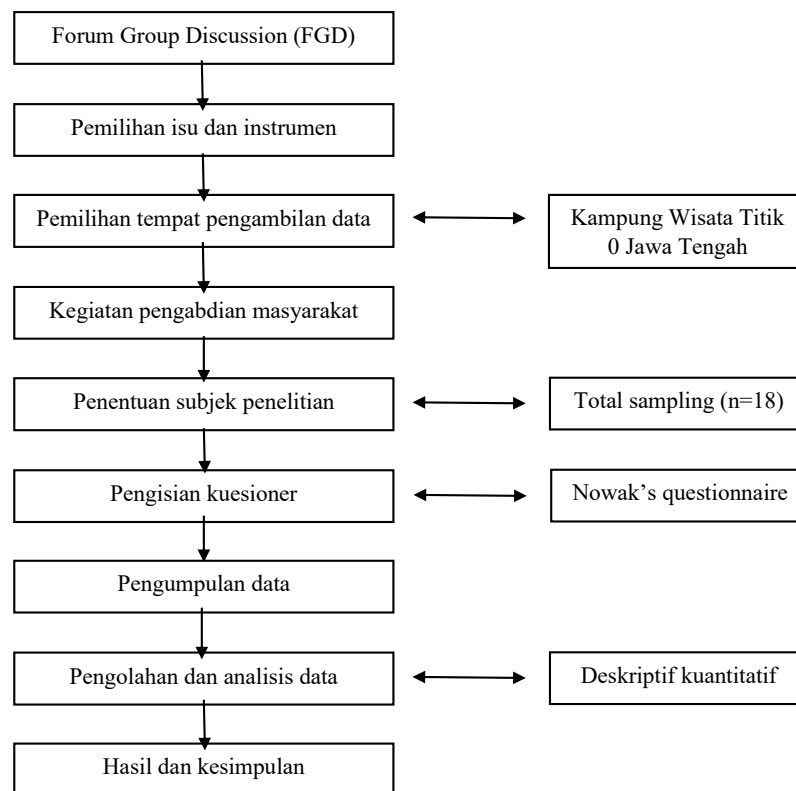 Forum Group Discussion (FGD)
Pemilihan isu dan instrumen
Pemilihan tempat pengambilan data
Kampung Wisata Titik
0 Jawa Tengah
Kegiatan pengabdian masyarakat
Penentuan subjek penelitian
Total sampling (n=18)
Pengisian kuesioner
Nowak’s questionnaire
Pengumpulan data
Pengolahan dan analisis data
Deskriptif kuantitatif
Hasil dan kesimpulan